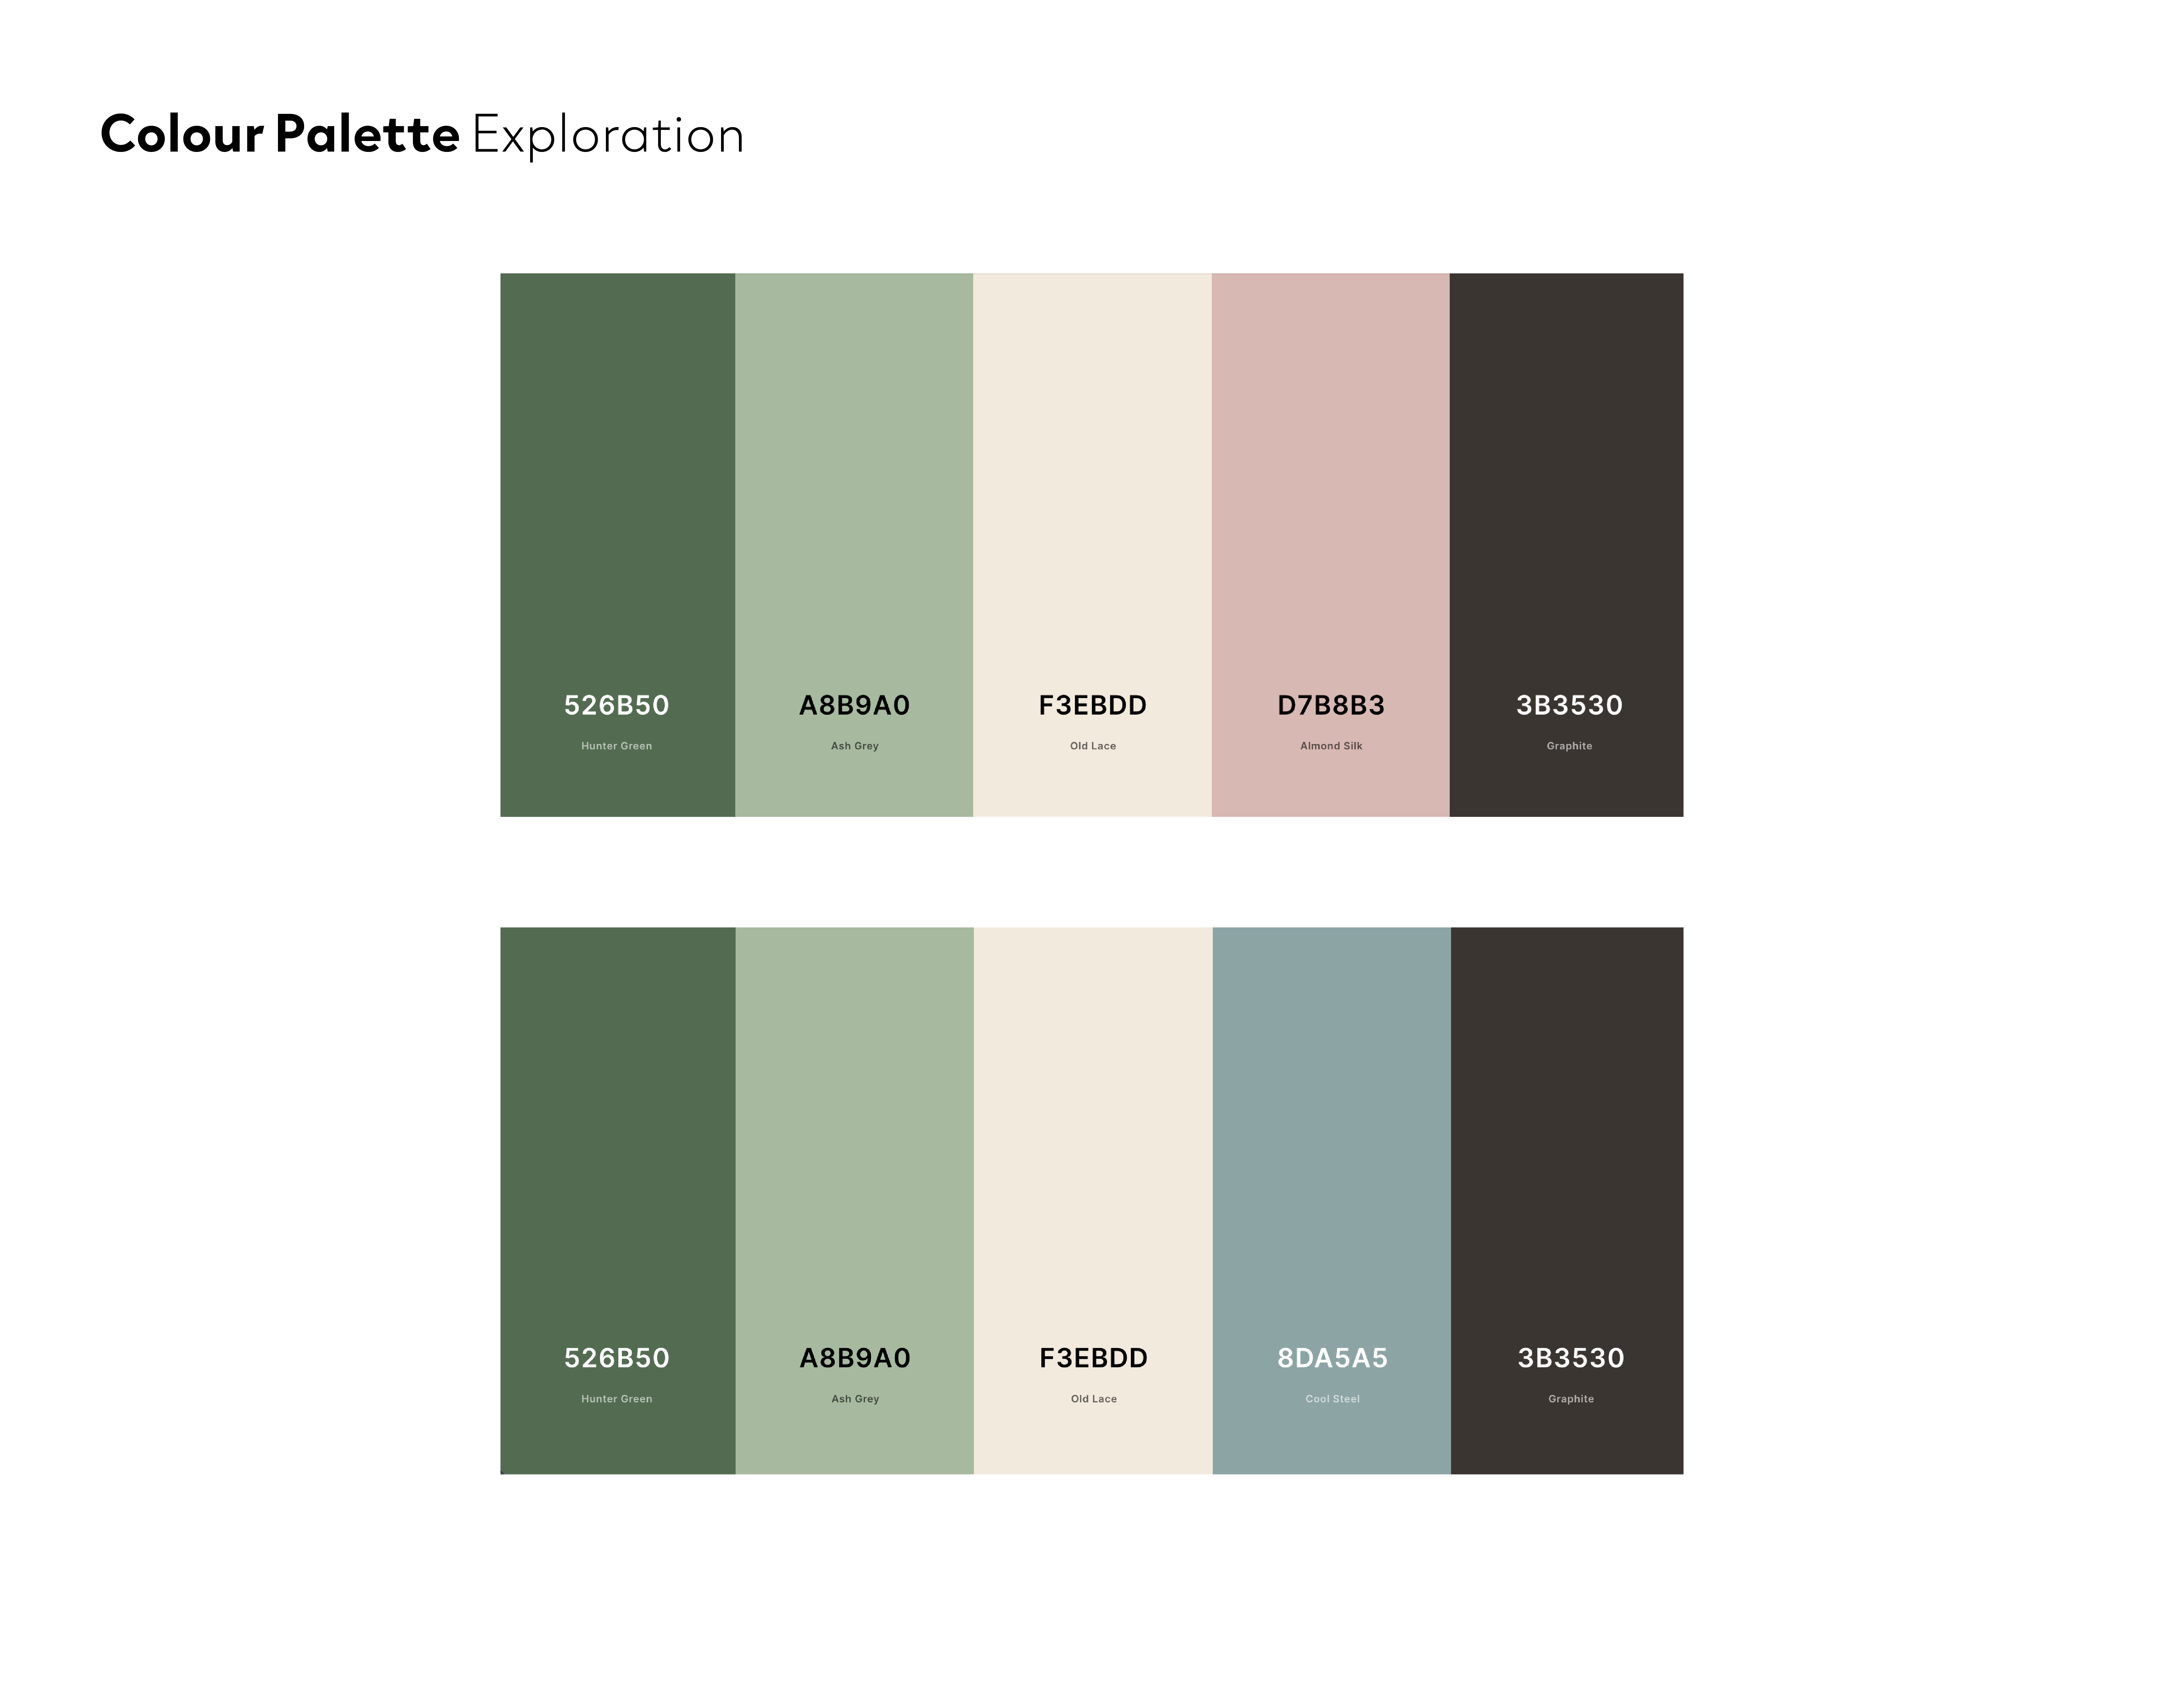 Colour Palette Exploration
526B50 A8B9A0 F3EBDD D7B8B3 3B3530
Hunter Green Ash Grey Old Lace Almond Silk Graphite
526B50 A8B9A0 F3EBDD 8DA5A5 3B3530
Hunter Green Ash Grey Old Lace Cool Steel Graphite